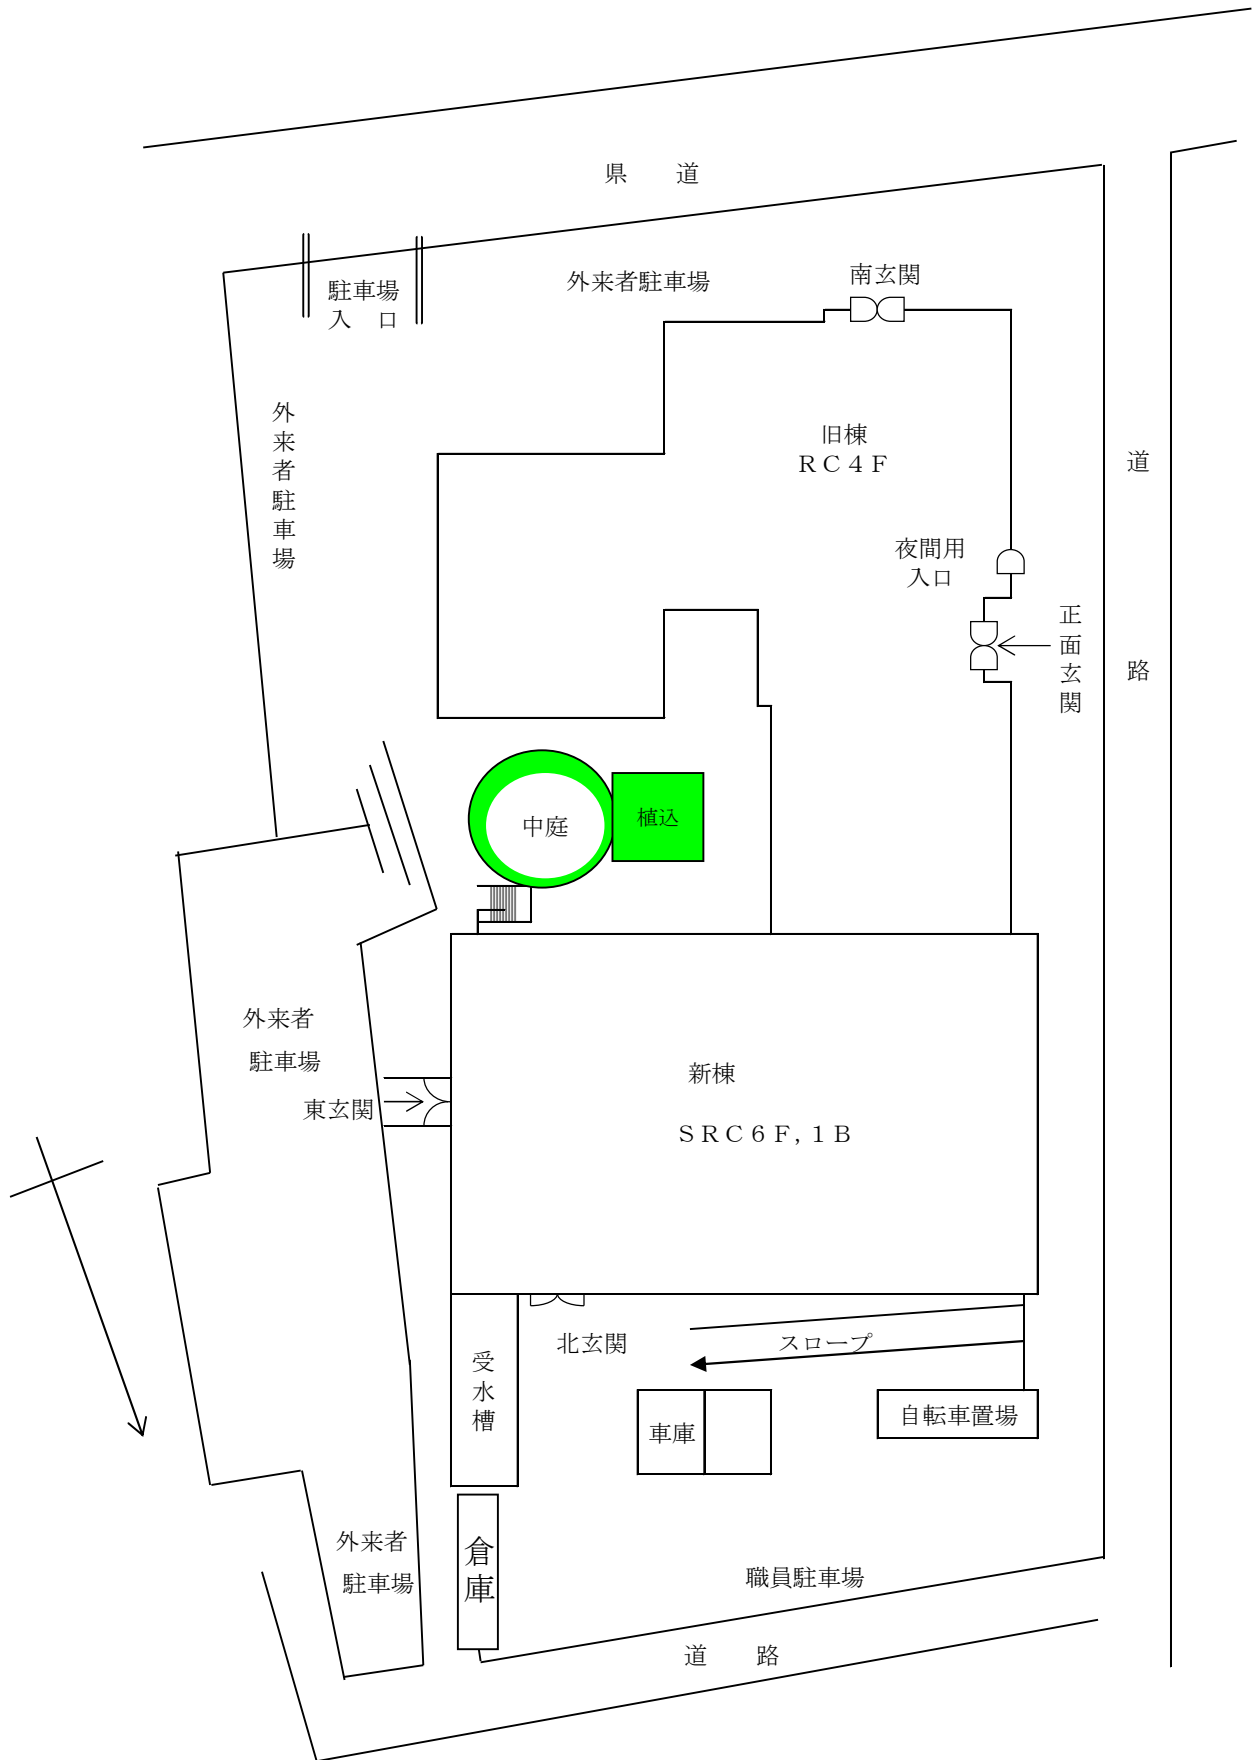 県　　道
外来者駐車場
南玄関
駐車場
入　口
外来者駐車場
旧棟
ＲＣ４Ｆ
道
夜間用
入口
正面玄関
路
中庭
植込
外来者
駐車場
新棟
東玄関
ＳＲＣ６Ｆ，１Ｂ
北玄関
スロープ
受水槽
車庫
自転車置場
外来者
駐車場
倉庫
職員駐車場
道　　路